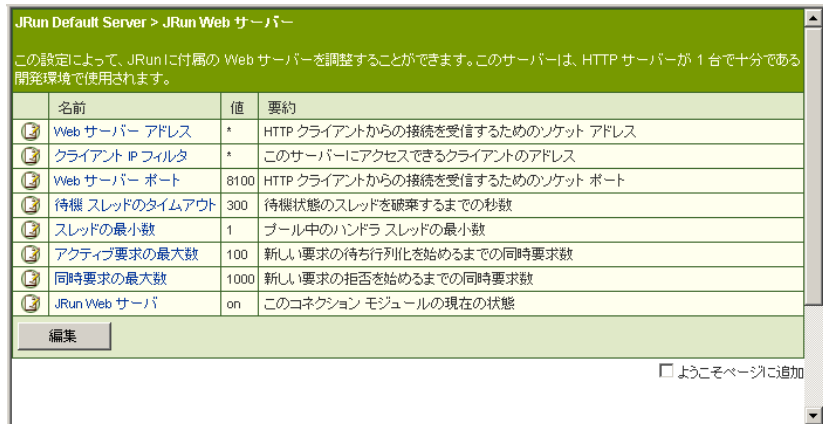 JRun Default Server > JRun Web サーバー
この設定によって、JRunに付属の Web サーバーを調整することができます。このサーバーは、HTTP サーバーが 1 台で十分である
開発環境で使用されます。
名前 値 要約
Web サーバー アドレス * HTTP クライアントからの接続を受信するためのソケット アドレス
クライアント IP フィルタ * このサーバーにアクセスできるクライアントのアドレス
Web サーバー ポート 8100 HTTP クライアントからの接続を受信するためのソケット ポート
待機 スレッドのタイムアウト 300 待機状態のスレッドを破棄するまでの秒数
スレッドの最小数 1 プール中のハンドラ スレッドの最小数
アクティブ要求の最大数 100 新しい要求の待ち行列化を始めるまでの同時要求数
同時要求の最大数 1000 新しい要求の拒否を始めるまでの同時要求数
JRun Web サーバ on このコネクション モジュールの現在の状態
編集
ようこそページに追加